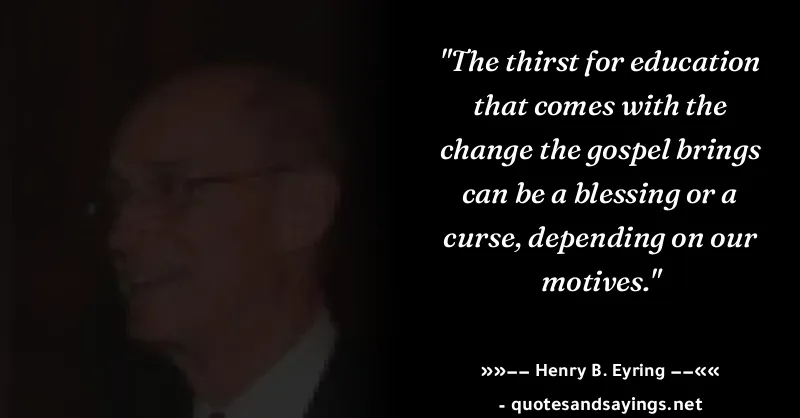 "The thirst for education
that comes with the
change the gospel brings
can be a blessing or a
curse, depending on our
motives."
»»−− Henry B. Eyring −−««
- quotesandsayings.net